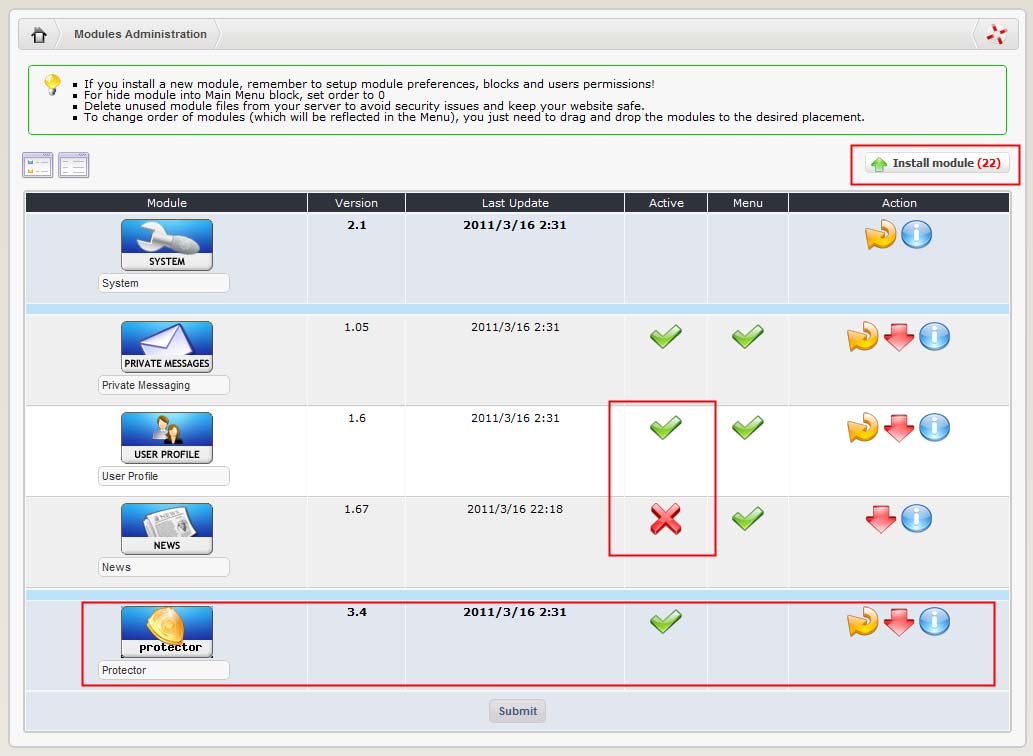 Modules Administration
If you install a new module, remember to setup module preferences, blocks and users permissions!
For hide module into Main Menu block, set order to 0
Delete unused module files from your server to avoid security issues and keep your website safe.
To change order of modules (which will be reflected in the Menu), you just need to drag and drop the modules to the desired placement.
Install module (22)
Module Version Last Update Active Menu Action
2.1 2011/3/16 2:31
SYSTEM
System
1.05 2011/3/16 2:31
PRIVATE MESSAGES
Private Messaging
1.6 2011/3/16 2:31
USER PROFILE
User Profile
1.67 2011/3/16 22:18
NEWS
NEWS
News
3.4 2011/3/16 2:31
protector
Protector
Submit